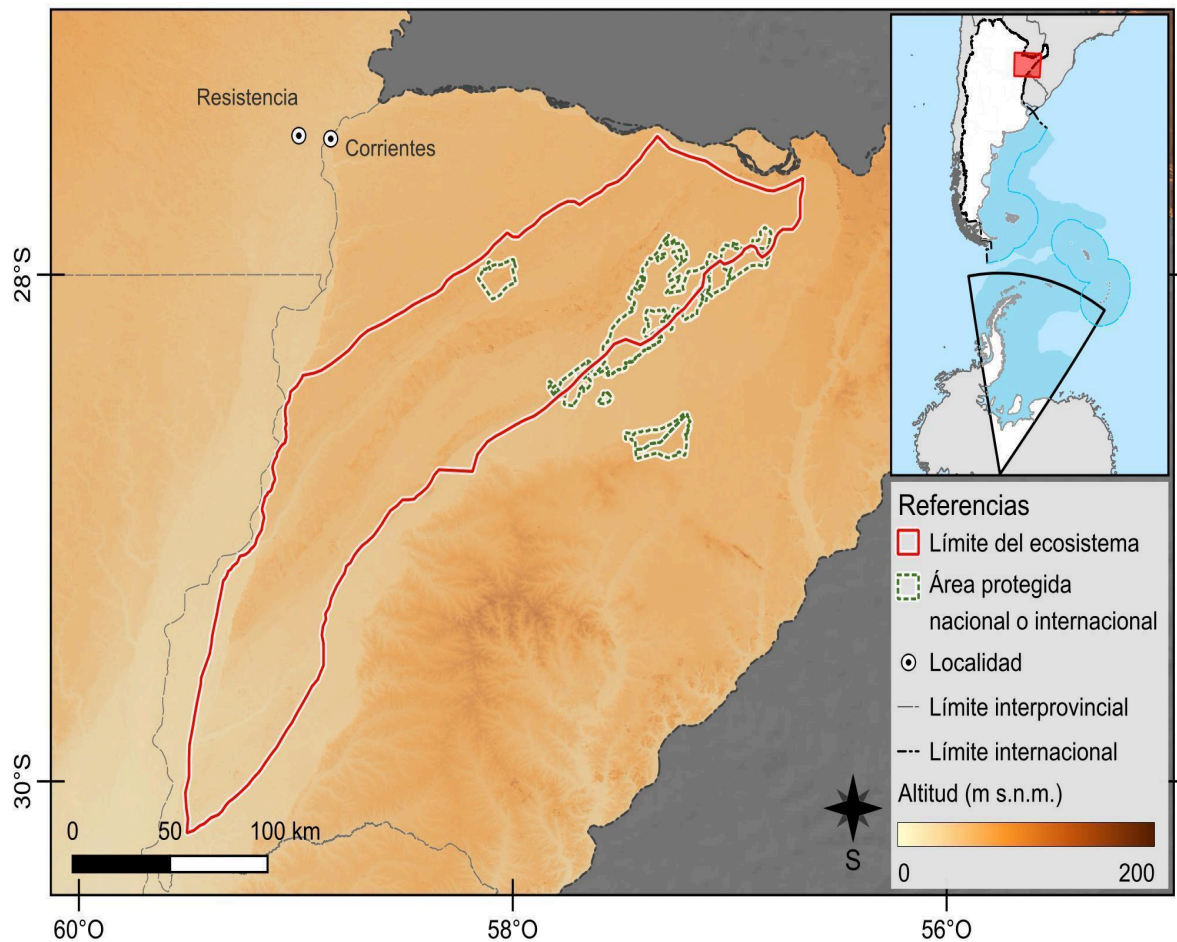 Resistencia
Corrientes
28°S
30°S
0 50 100 km
S
60°O
58°O
56°O
Referencias
Límite del ecosistema
Área protegida
nacional o internacional
Localidad
Límite interprovincial
Límite internacional
Altitud (m s.n.m.)
0 200